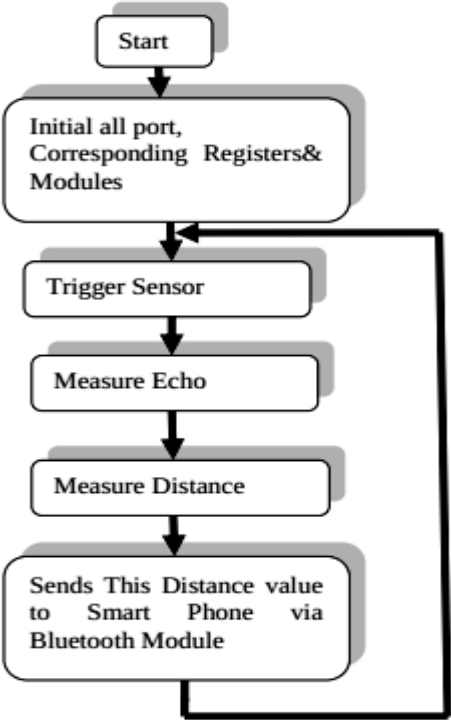 Start
Initial all port,
Corresponding Registers&
Modules
Trigger Sensor
Measure Echo
Measure Distance
Sends This Distance value
to Smart Phone via
Bluetooth Module